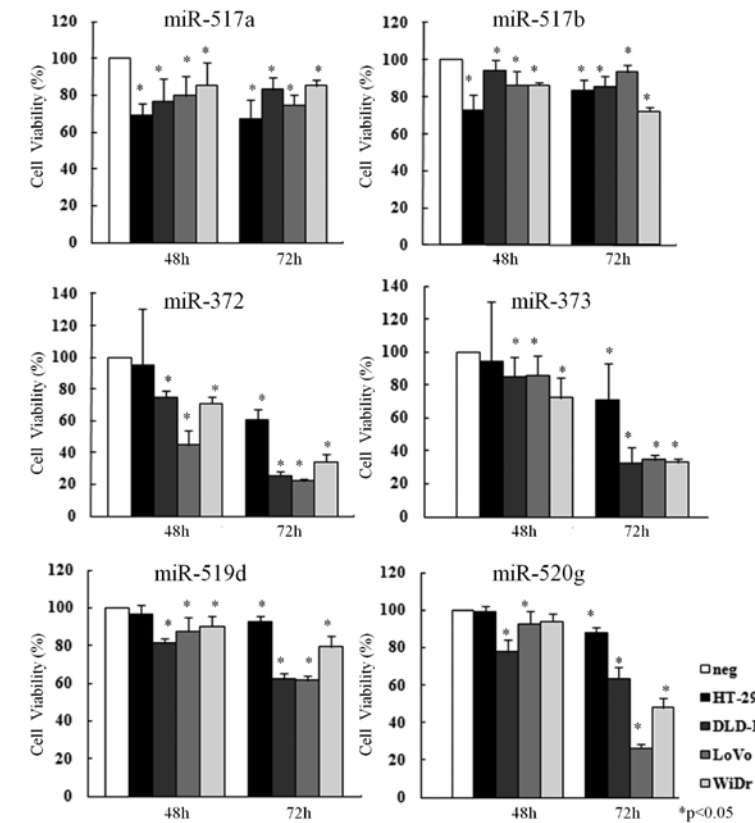 miR-517a
120
100
80
60
40
20
0
Cell Viability (%)
* * * * * * * *
48h 72h
miR-517b
120
100
80
60
40
20
0
Cell Viability (%)
* * * * * * * *
48h 72h
miR-372
140
120
100
80
60
40
20
0
Cell Viability (%)
* * * * * * *
48h 72h
miR-373
140
120
100
80
60
40
20
0
Cell Viability (%)
* * * * * * *
48h 72h
miR-519d
120
100
80
60
40
20
0
Cell Viability (%)
* * * * * * *
48h 72h
miR-520g
120
100
80
60
40
20
0
Cell Viability (%)
* * * * * *
48h 72h
neg
HT-29
DLD-1
LoVo
WiDr
*p<0.05